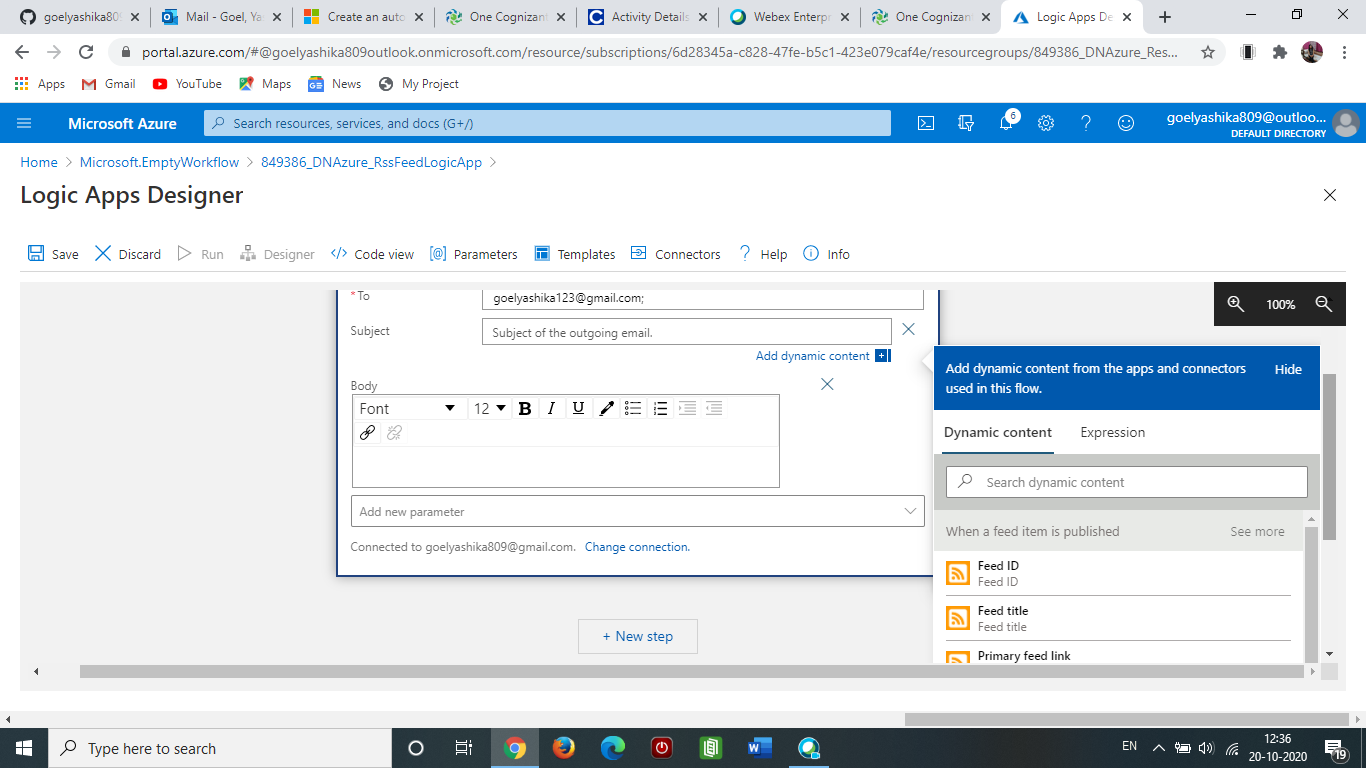 goelyashika80
Mail - Goel, Ya
Create an auto
One Cognizan
Activity Details
Webex Enterpr
One Cognizan
Logic Apps De
portal.azure.com/#@goelyashika809outlook.onmicrosoft.com/resource/subscriptions/6d28345a-c828-47fe-b5c1-423e079caf4e/resourcegroups/849386_DNAzure_Res...
Apps
Gmail
YouTube
Maps
News
My Project
Microsoft Azure
Search resources, services, and docs (G+/)
6
goelyashika809@outloo...
DEFAULT DIRECTORY
Home > Microsoft.EmptyWorkflow > 849386_DNAzure_RssFeedLogicApp >
Logic Apps Designer
Save
Discard
Run
Designer
Code view
Parameters
Templates
Connectors
Help
Info
* To
goelyashika123@gmail.com;
100%
Subject
Subject of the outgoing email.
Add dynamic content
Body
Font
12
B
I
U
Add new parameter
Connected to goelyashika809@gmail.com. Change connection.
+ New step
Add dynamic content from the apps and connectors
used in this flow.
Hide
Dynamic content
Expression
Search dynamic content
When a feed item is published
See more
Feed ID
Feed ID
Feed title
Feed title
Primary feed link
Type here to search
EN
12:36
20-10-2020
19